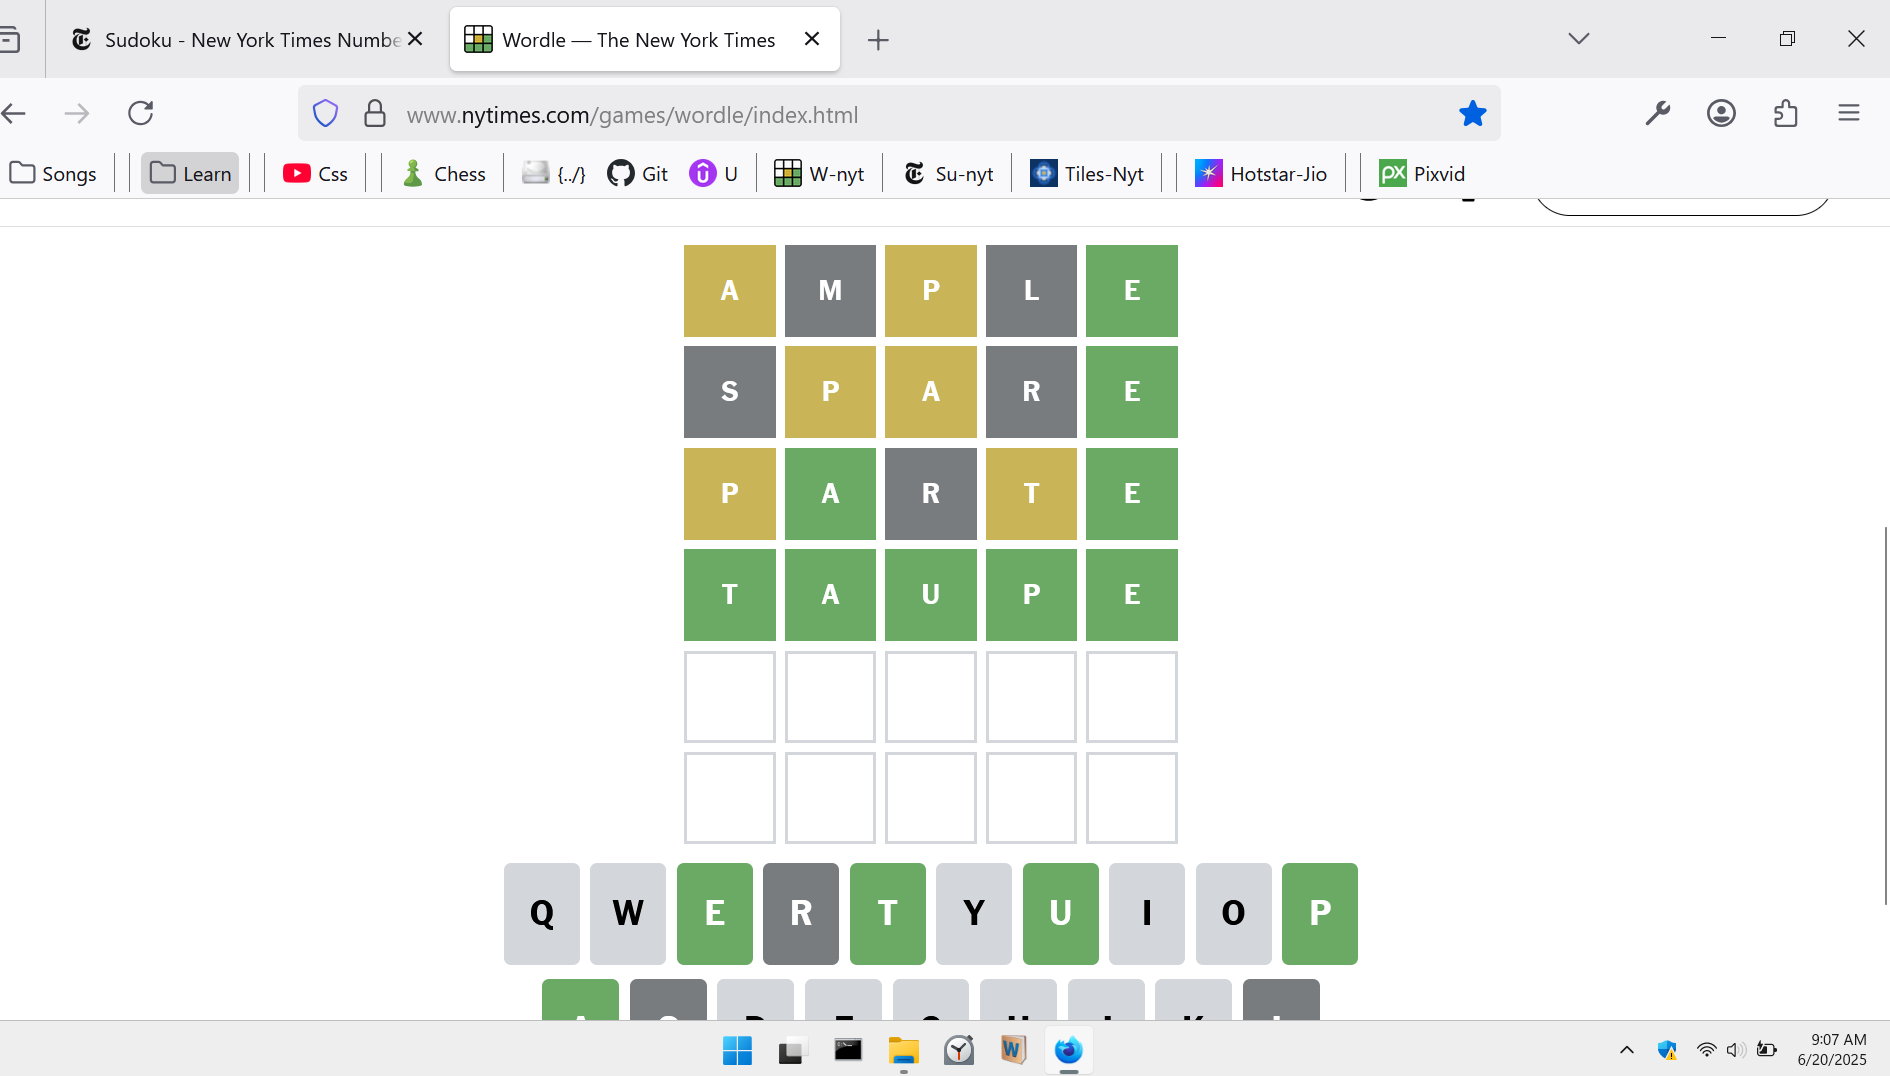 Sudoku - New York Times Numbe
Wordle — The New York Times
www.nytimes.com/games/wordle/index.html
Songs Learn Css Chess {../} Git U W-nyt Su-nyt Tiles-Nyt Hotstar-Jio px Pixvid
A M P L E
S P A R E
P A R T E
T A U P E
Q W E R T Y U I O P
9:07 AM
6/20/2025